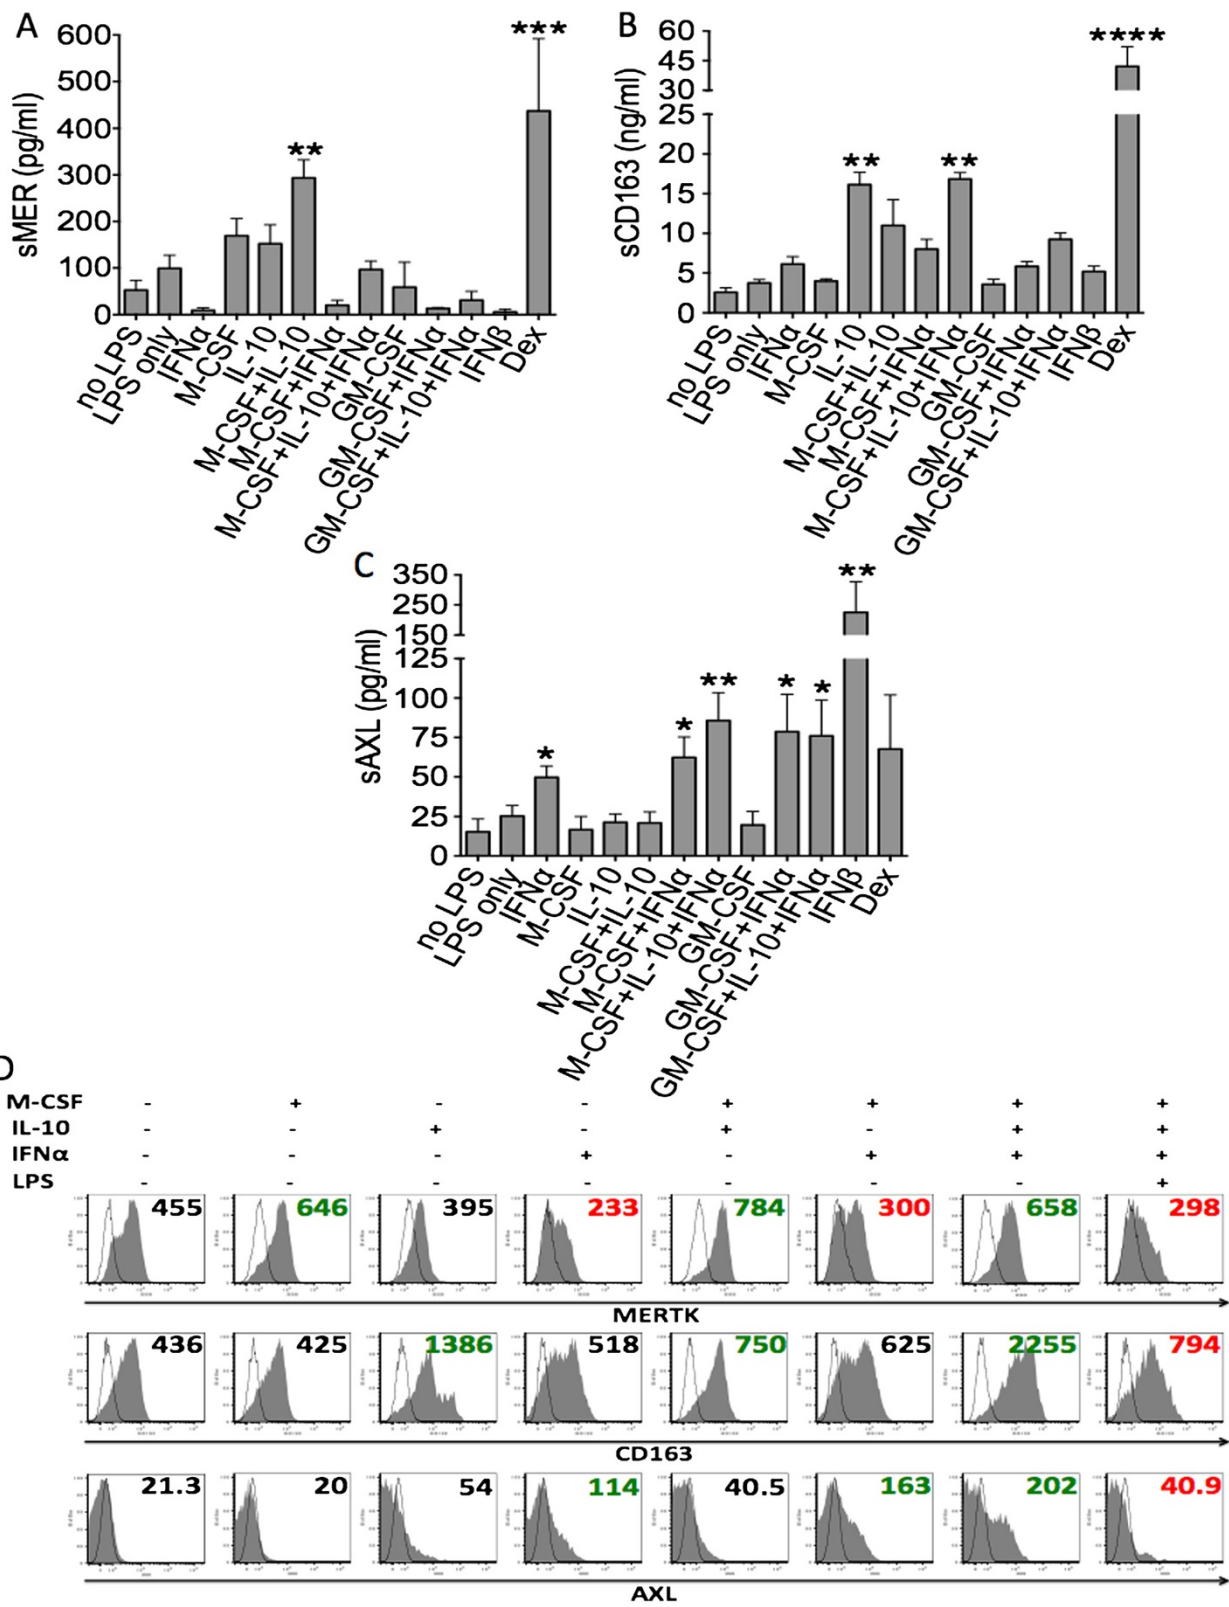 A
sMER (pg/ml)
600
500
400
300
200
100
0
***
**
no LPS
LPS only
IFNα
M-CSF
IL-10
M-CSF+IL-10
M-CSF+IFNα
M-CSF+IL-10+IFNα
GM-CSF
GM-CSF+IFNα
GM-CSF+IL-10+IFNα
IFNβ
Dex
B
sCD163 (ng/ml)
60
45
30
25
20
15
10
5
0
****
** **
no LPS
LPS only
IFNα
M-CSF
IL-10
M-CSF+IL-10
M-CSF+IFNα
M-CSF+IL-10+IFNα
GM-CSF
GM-CSF+IFNα
GM-CSF+IL-10+IFNα
IFNβ
Dex
C
sAXL (pg/ml)
350
250
150
125
100
75
50
25
0
* * ** * * **
no LPS
LPS only
IFNα
M-CSF
IL-10
M-CSF+IL-10
M-CSF+IFNα
M-CSF+IL-10+IFNα
GM-CSF
GM-CSF+IFNα
GM-CSF+IL-10+IFNα
IFNβ
Dex
D
M-CSF - + - - + + + +
IL-10 - - + - + - + +
IFNα - - - + - + + +
LPS - - - - - - - +
455 646 395 233 784 300 658 298
MERTK
436 425 1386 518 750 625 2255 794
CD163
21.3 20 54 114 40.5 163 202 40.9
AXL